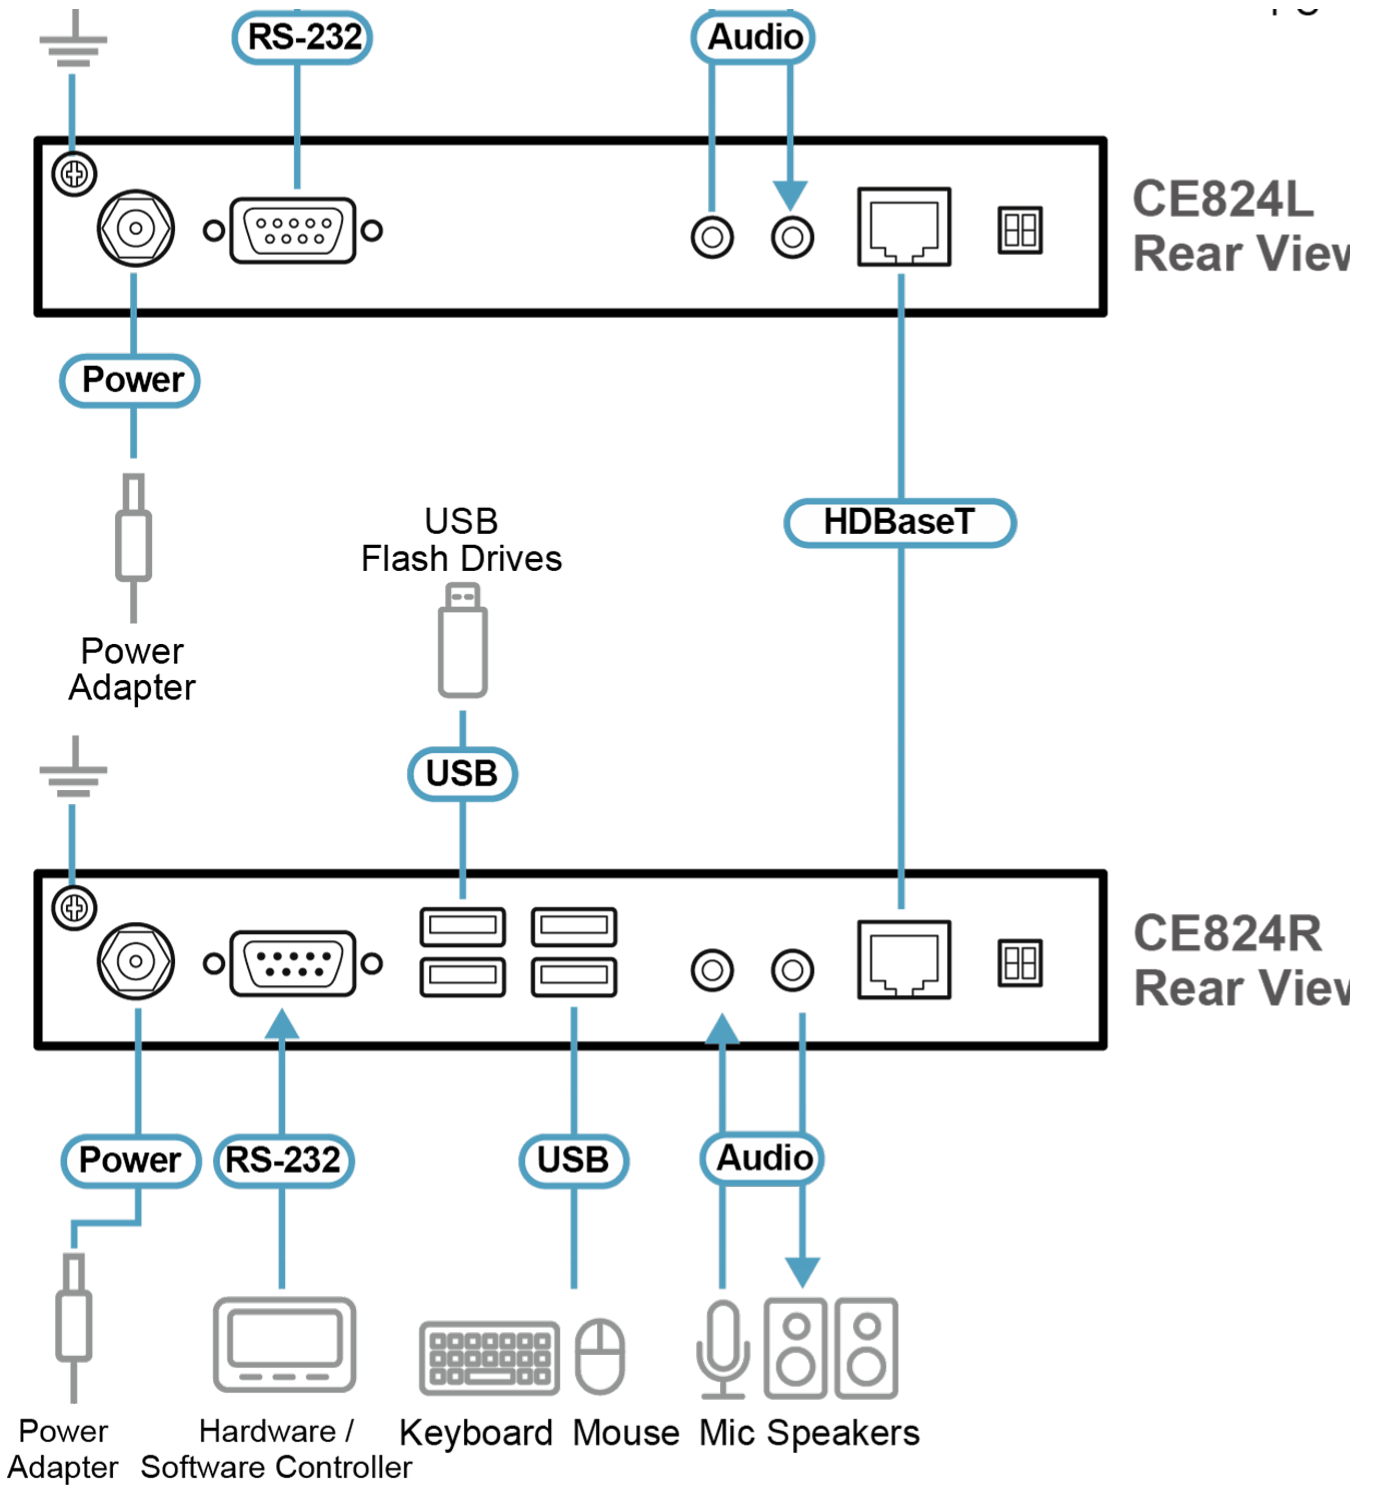 RS-232
Audio
CE824L
Rear View
Power
HDBaseT
USB
Flash Drives
Power
Adapter
USB
CE824R
Rear View
Power
RS-232
USB
Audio
Power
Adapter
Hardware /
Software Controller
Keyboard
Mouse
Mic
Speakers